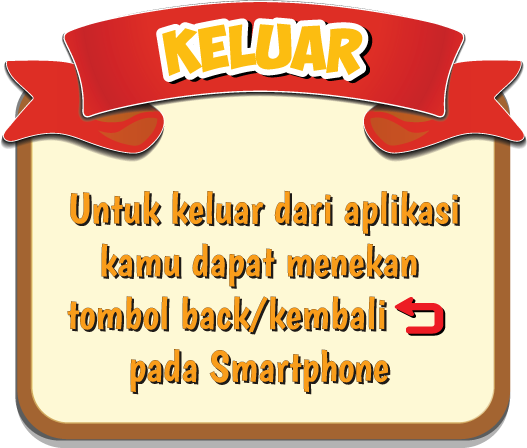 KELUAR
Untuk keluar dari aplikasi
kamu dapat menekan
tombol back/kembali
pada Smartphone